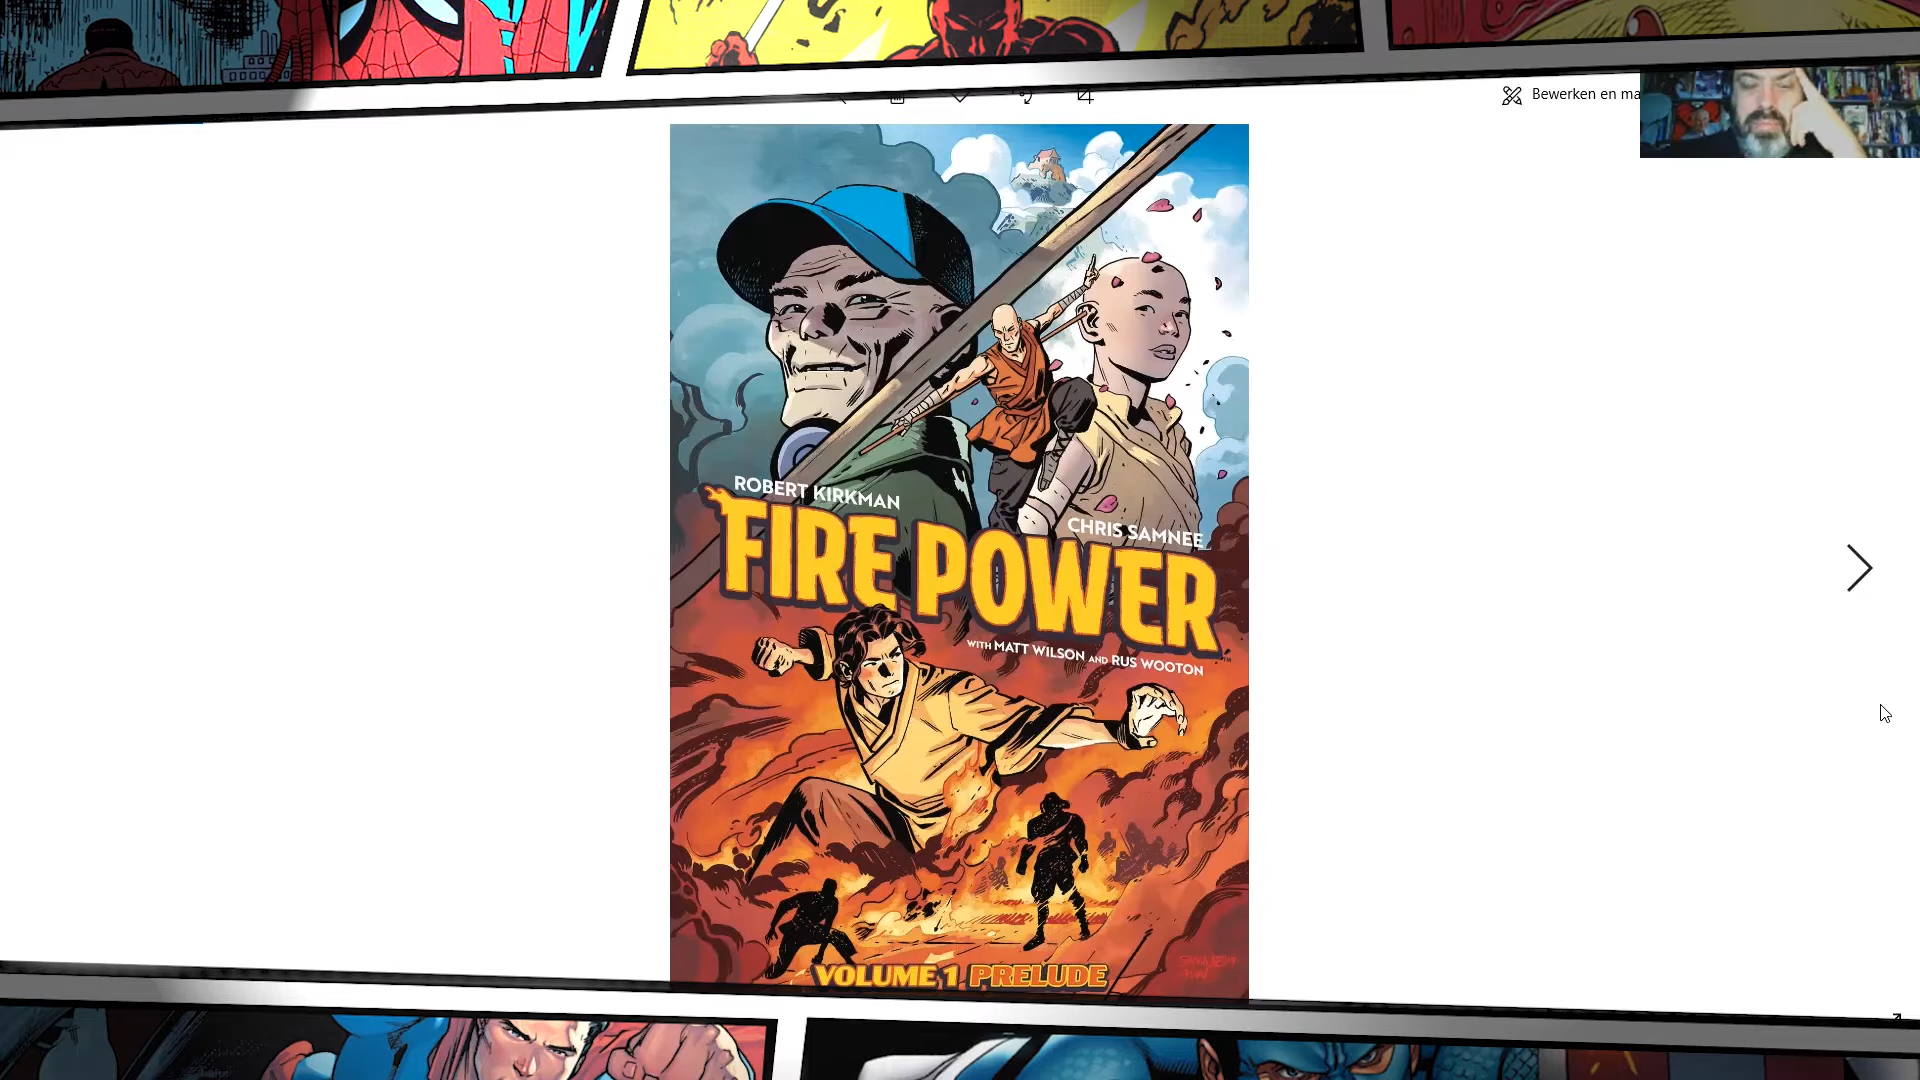 Bewerken en ma
ROBERT KIRKMAN
CHRIS SAMNEE
FIRE POWER
WITH MATT WILSON AND RUS WOOTON
VOLUME 1 PRELUDE